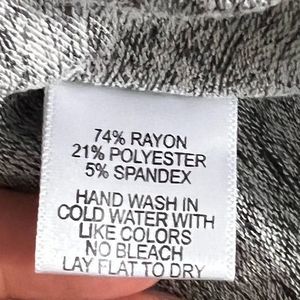 74% RAYON
21% POLYESTER
5% SPANDEX
HAND WASH IN
COLD WATER WITH
LIKE COLORS
NO BLEACH
LAY FLAT TO DRY